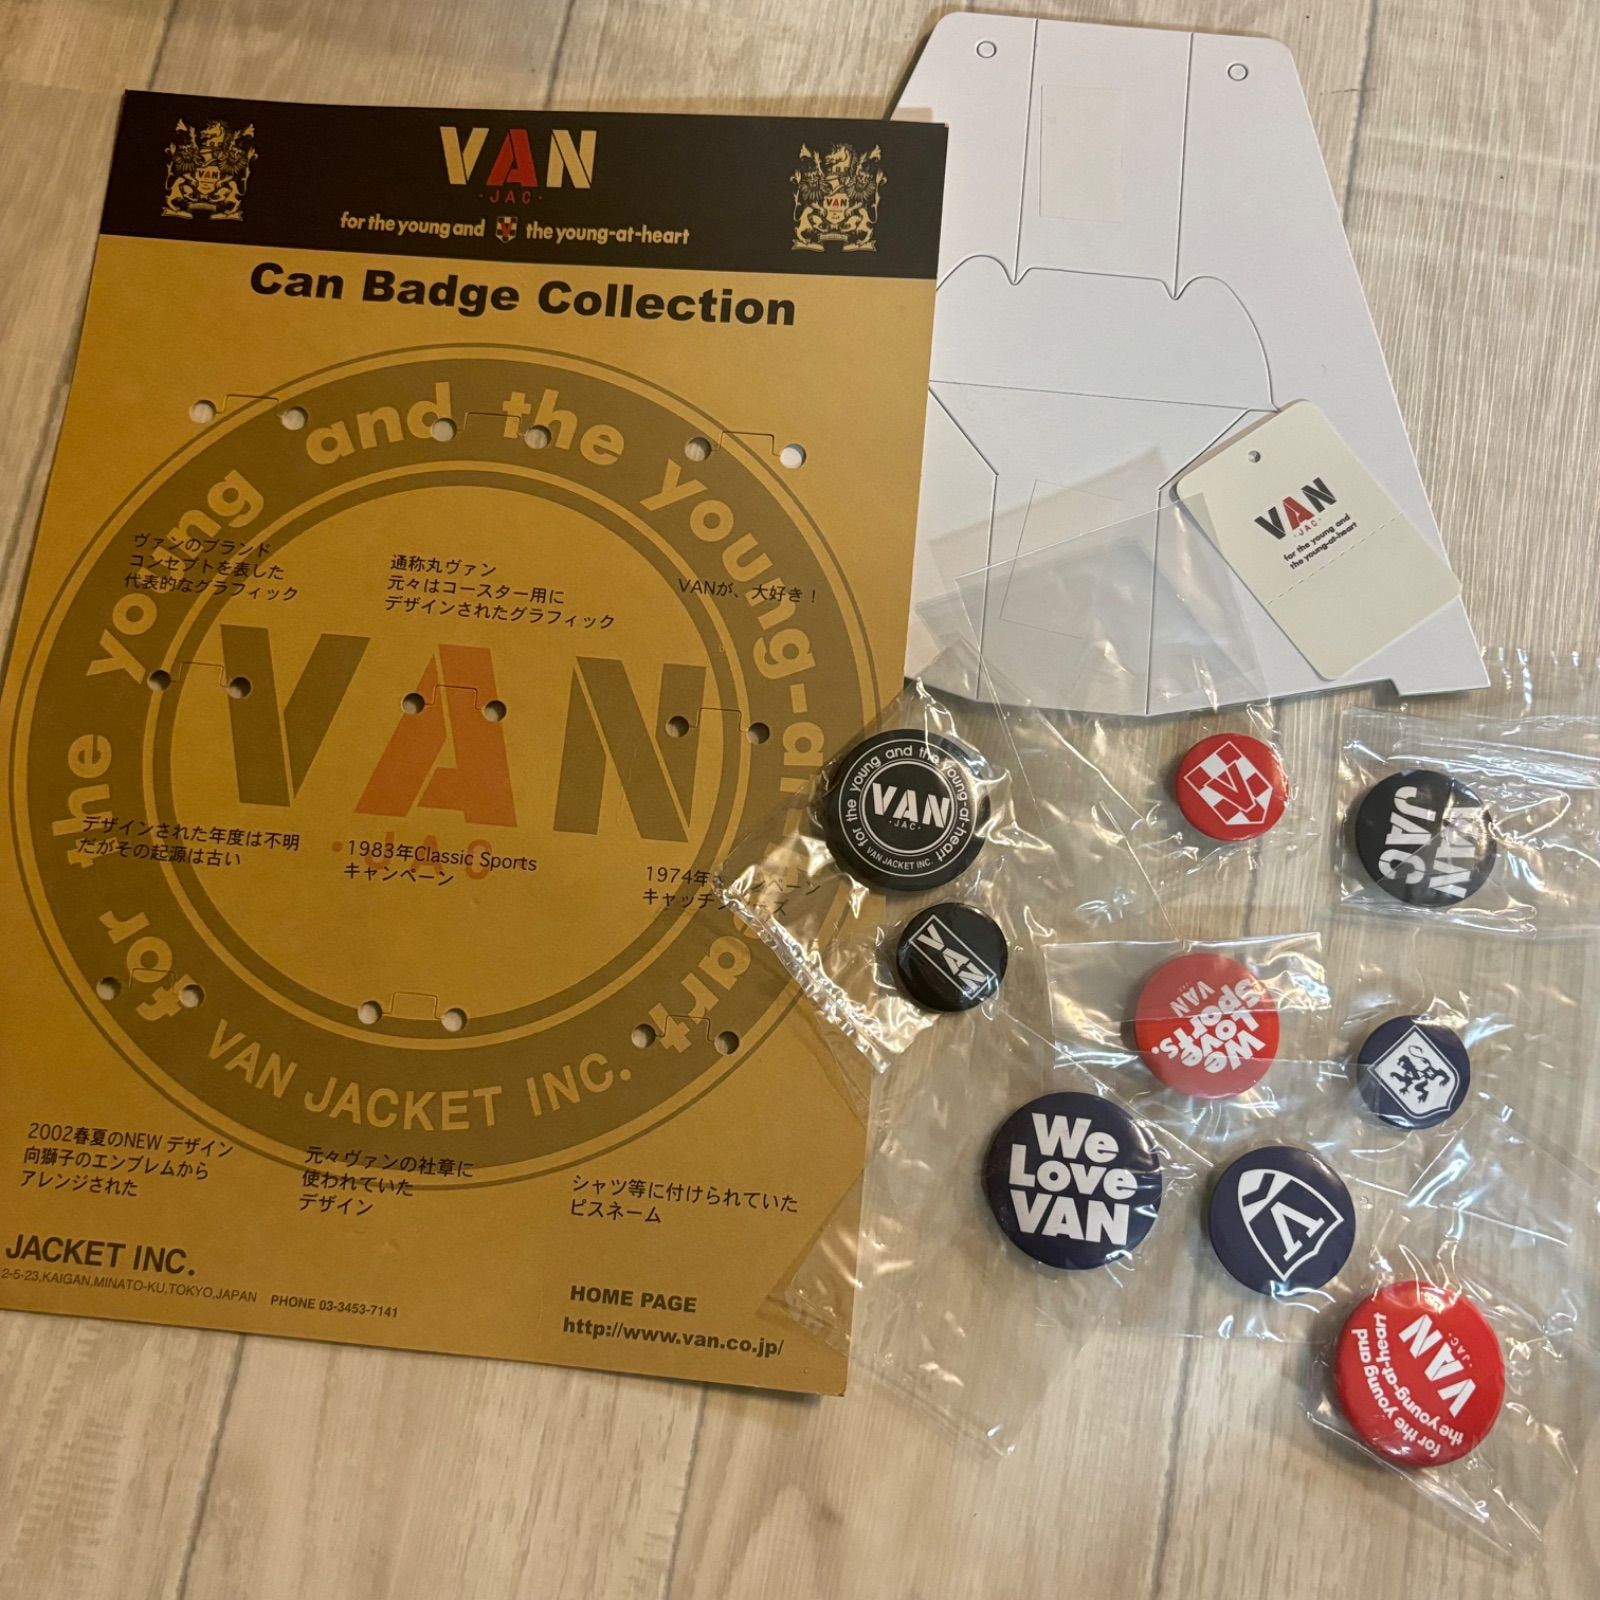 VAN
·JAC·
for the young and the young-at-heart
VAN
VAN
Can Badge Collection
for the young and the young-at-heart
VAN
·JAC·
VAN JACKET INC.
ヴァンのブランド
コンセプトを表した
代表的なグラフィック
通称丸ヴァン
元々はコースター用に
デザインされたグラフィック
VANが、大好き!
デザインされた年度は不明
だがその起源は古い
1983年Classic Sports
キャンペーン
1974年
キャッチ
2002春夏のNEW デザイン
向獅子のエンブレムから
アレンジされた
元々ヴァンの社章に
使われていた
デザイン
シャツ等に付けられていた
ピスネーム
JACKET INC.
2-5-23,KAIGAN,MINATO-KU,TOKYO,JAPAN PHONE 03-3453-7141
HOME PAGE
http://www.van.co.jp/
VAN
·JAC·
for the young and
the young-at-heart
for the young and the young-at-heart
VAN
·JAC·
VAN JACKET INC.
V
VAN
JAC
VAN
We
Love
Sports.
VAN
We
Love
VAN
V
VAN
·JAC·
for the young and
the young-at-heart